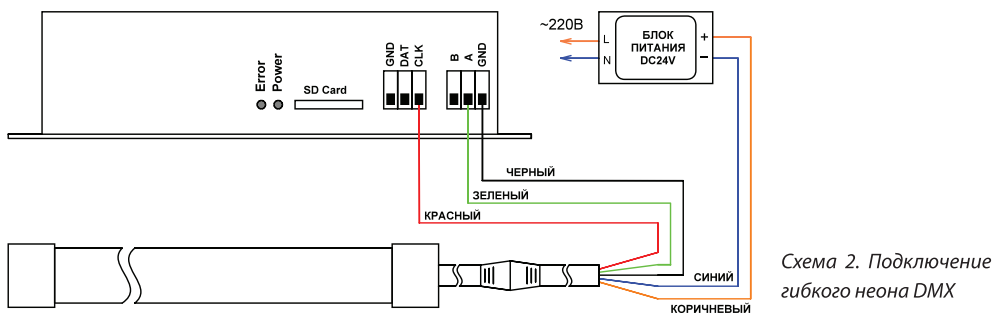 ~220В
L
N
БЛОК
ПИТАНИЯ
DC24V
+
−
Error
Power
SD Card
GND
DAT
CLK
B
A
GND
ЧЕРНЫЙ
ЗЕЛЕНЫЙ
КРАСНЫЙ
СИНИЙ
КОРИЧНЕВЫЙ
Схема 2. Подключение
гибкого неона DMX